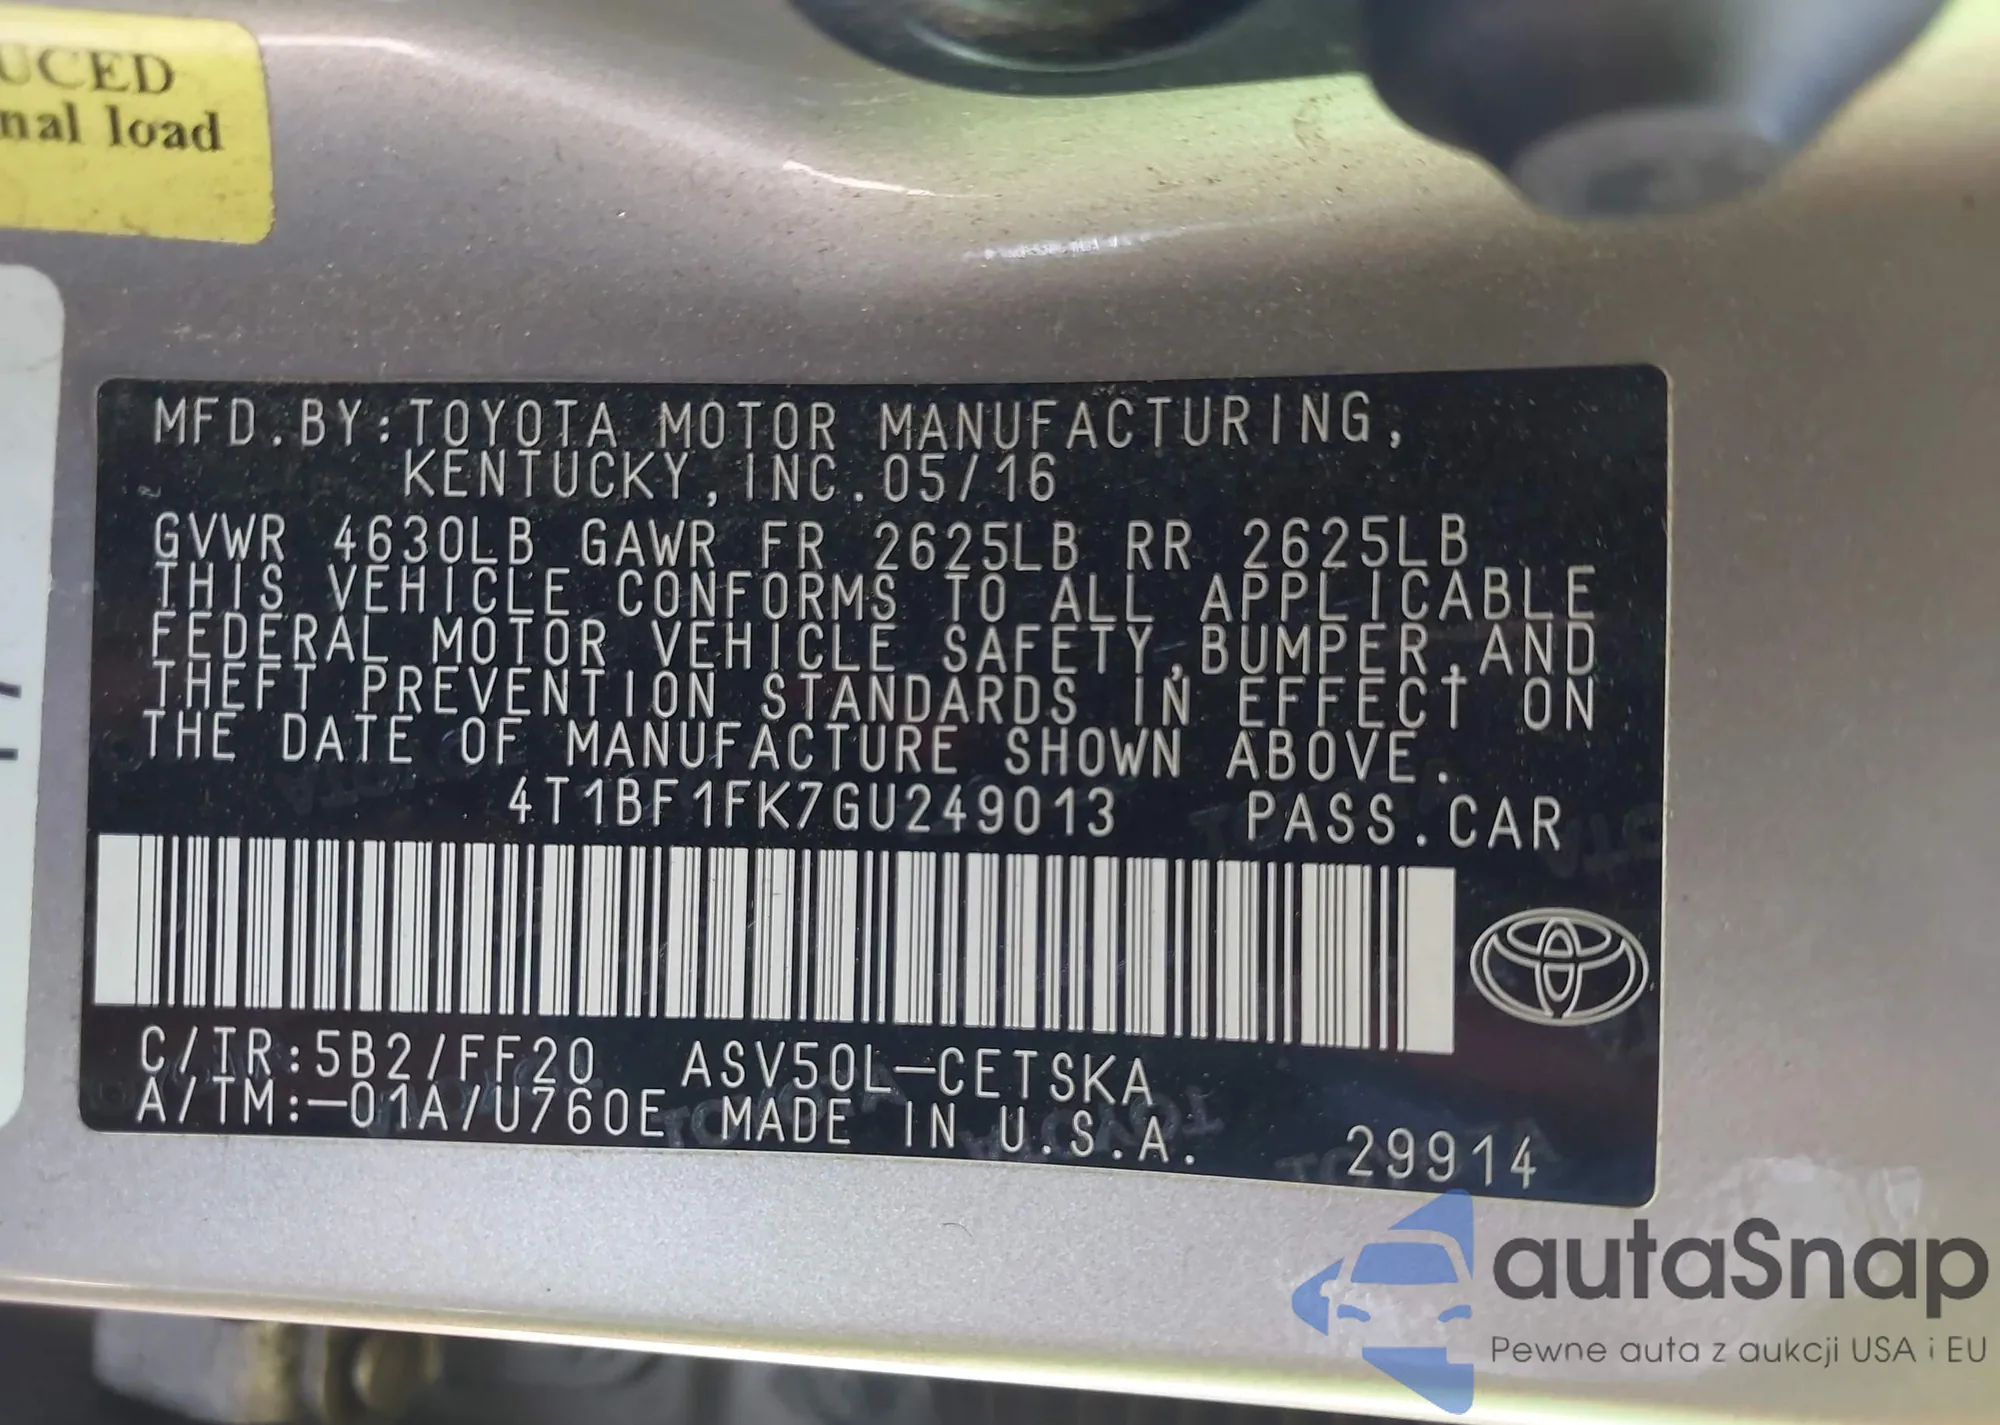 UCED
nal load
MFD.BY:TOYOTA MOTOR MANUFACTURING,
KENTUCKY,INC.05/16
GVWR 4630LB GAWR FR 2625LB RR 2625LB
THIS VEHICLE CONFORMS TO ALL APPLICABLE
FEDERAL MOTOR VEHICLE SAFETY,BUMPER,AND
THEFT PREVENTION STANDARDS IN EFFECT ON
THE DATE OF MANUFACTURE SHOWN ABOVE.
4T1BF1FK7GU249013 PASS.CAR
C/TR:5B2/FF20 ASV50L-CETSKA
A/TM:-01A/U760E MADE IN U.S.A.
29914
autaSnap
Pewne auta z aukcji USA i EU